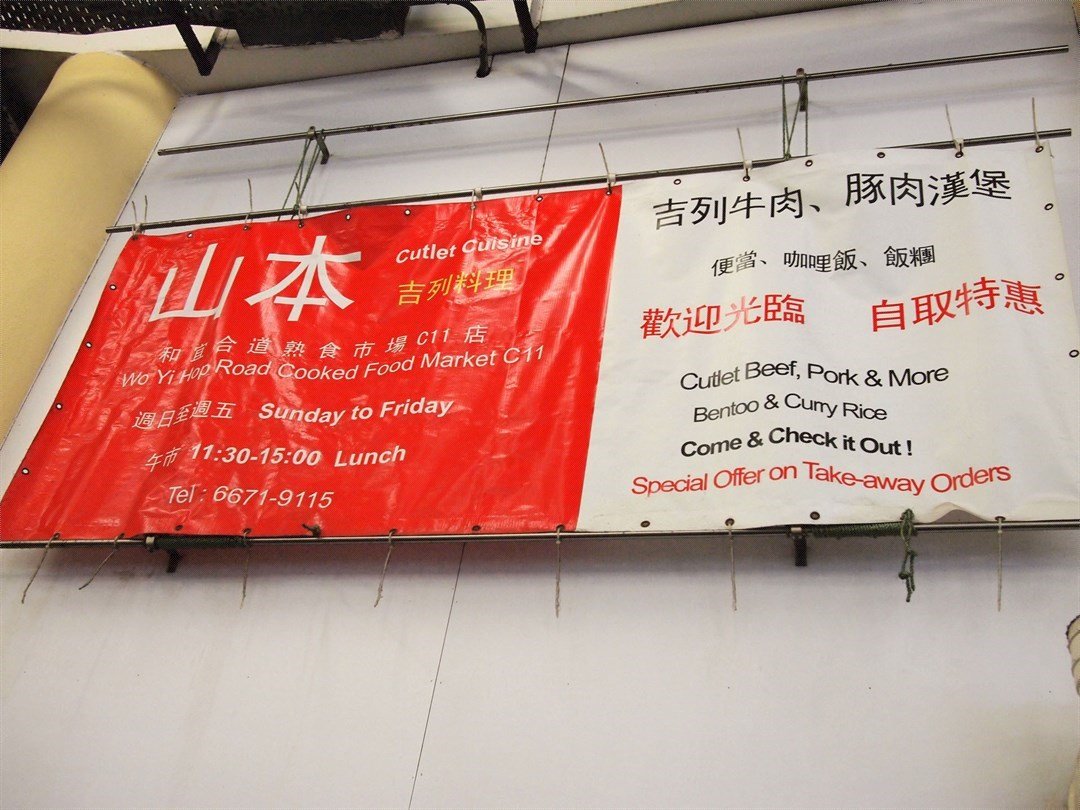 山本
Cutlet Cuisine
吉列料理
和宜合道熟食市場 C11 店
Wo Yi Hop Road Cooked Food Market C11
週日至週五 Sunday to Friday
午市 11:30-15:00 Lunch
Tel : 6671-9115
吉列牛肉、豚肉漢堡
便當、咖哩飯、飯糰
歡迎光臨 自取特惠
Cutlet Beef, Pork & More
Bentoo & Curry Rice
Come & Check it Out !
Special Offer on Take-away Orders